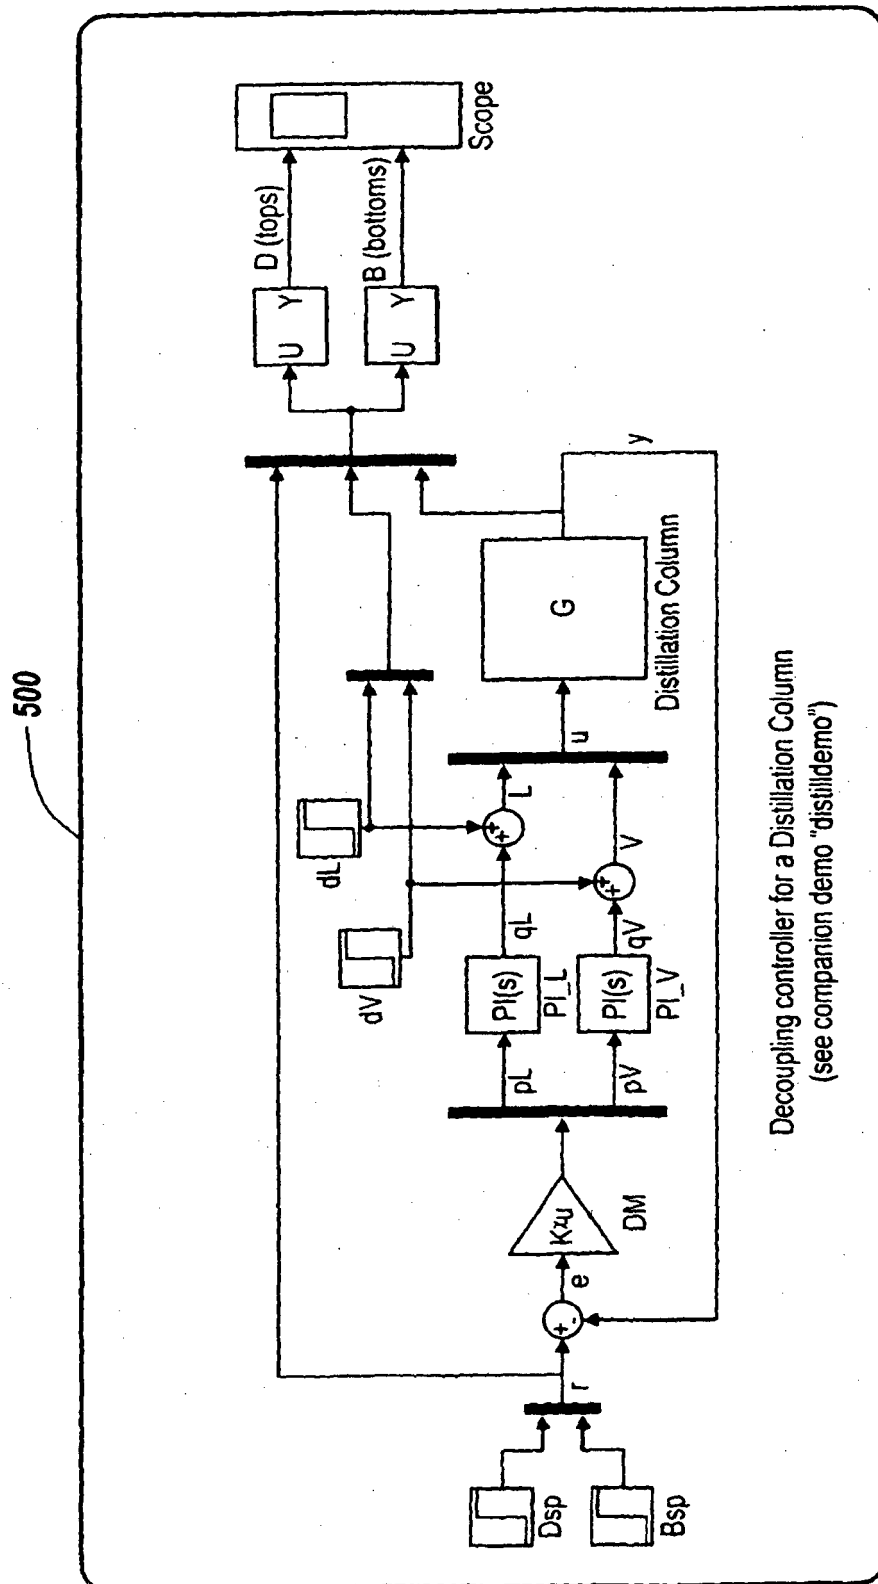 500
Dsp
Bsp
r
+
-
e
K*u
DM
pL
pV
PI(s)
PI_L
PI(s)
PI_V
qL
qV
dV
dL
+
+
+
+
L
V
u
G
Distillation Column
y
U Y
U Y
D (tops)
B (bottoms)
Scope
Decoupling controller for a Distillation Column
(see companion demo "distilldemo")